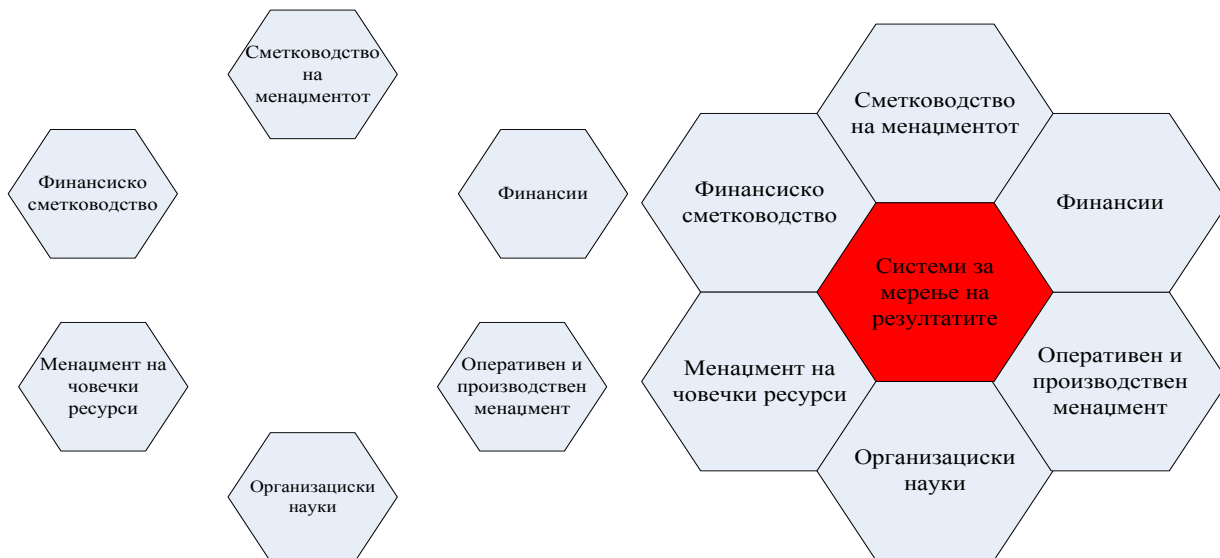 Сметководство
на
менаџментот
Финансиско
сметководство
Финансии
Менаџмент на
човечки
ресурси
Оперативен и
производствен
менаџмент
Организациски
науки
Сметководство
на менаџментот
Финансиско
сметководство
Финансии
Системи за
мерење на
резултатите
Менаџмент на
човечки ресурси
Оперативен и
производствен
менаџмент
Организациски
науки